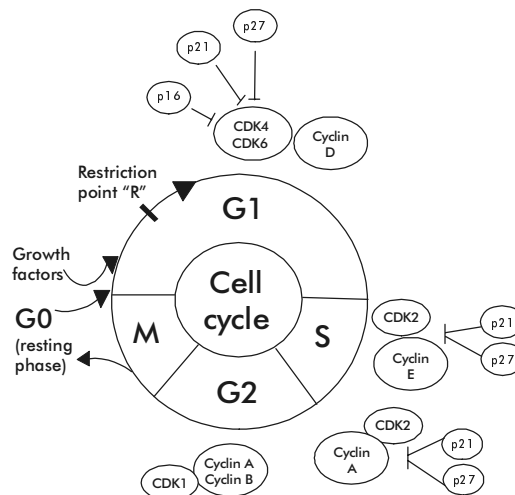 p27
p21
p16
CDK4
CDK6
Cyclin
D
Restriction
point “R”
G1
Growth
factors
Cell
cycle
G0
(resting
phase)
M
S
G2
CDK2
Cyclin
E
p21
p27
CDK2
Cyclin
A
p21
p27
CDK1
Cyclin A
Cyclin B